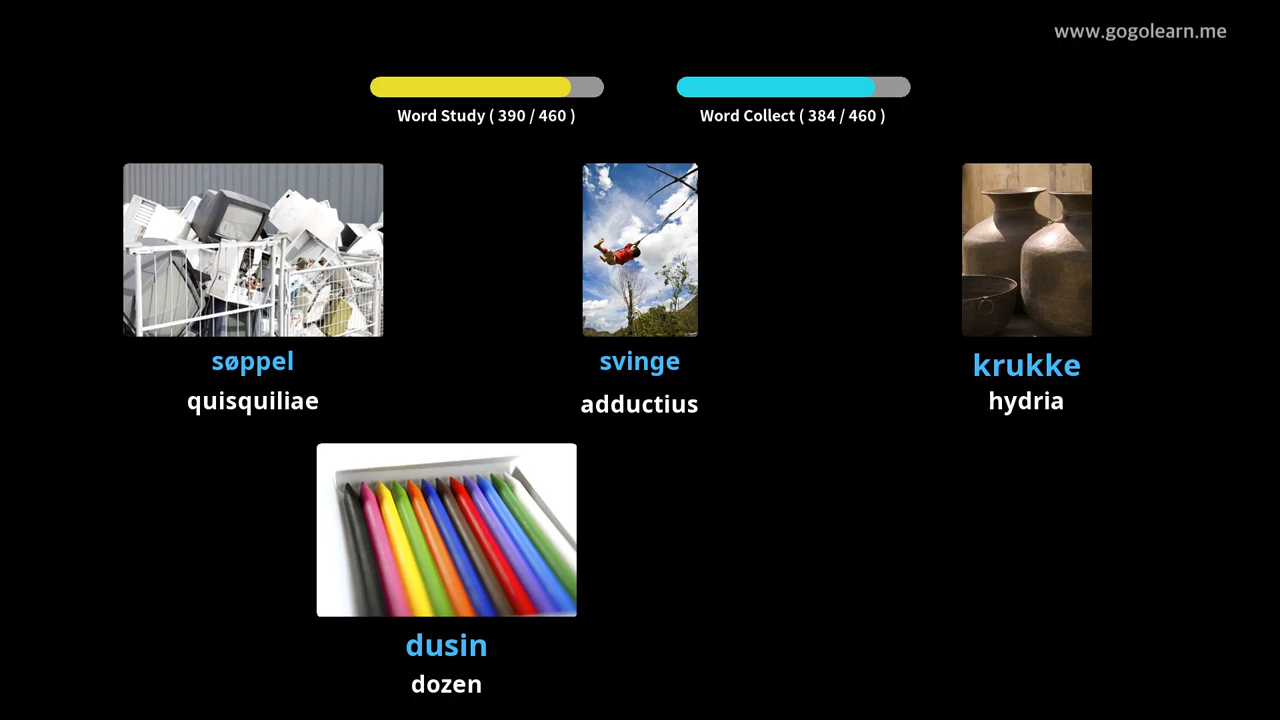 www.gogolearn.me
Word Study ( 390 / 460 )
Word Collect ( 384 / 460 )
søppel
quisquiliae
svinge
adductius
krukke
hydria
dusin
dozen